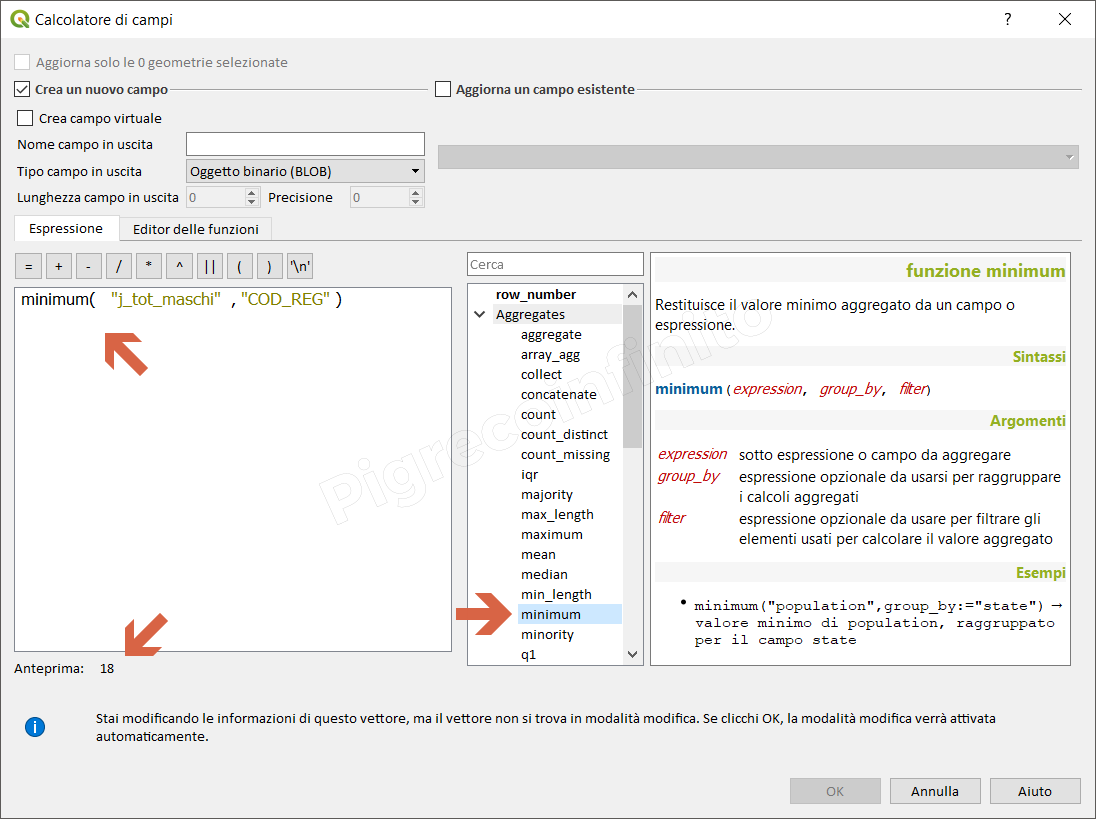 Calcolatore di campi
?
Aggiorna solo le 0 geometrie selezionate
Crea un nuovo campo
Aggiorna un campo esistente
Crea campo virtuale
Nome campo in uscita
Tipo campo in uscita Oggetto binario (BLOB)
Lunghezza campo in uscita 0 Precisione 0
Espressione Editor delle funzioni
= + - / * ^ || ( ) '\n'
minimum( "j_tot_maschi" ,"COD_REG" )
Anteprima: 18
Cerca
row_number
Aggregates
aggregate
array_agg
collect
concatenate
count
count_distinct
count_missing
iqr
majority
max_length
maximum
mean
median
min_length
minimum
minority
q1
funzione minimum
Restituisce il valore minimo aggregato da un campo o
espressione.
Sintassi
minimum(expression, group_by, filter)
Argomenti
expression sotto espressione o campo da aggregare
group_by espressione opzionale da usarsi per raggruppare
i calcoli aggregati
filter espressione opzionale da usare per filtrare gli
elementi usati per calcolare il valore aggregato
Esempi
• minimum("population",group_by:="state") →
valore minimo di population, raggruppato
per il campo state
Pigrecoinfinito
Stai modificando le informazioni di questo vettore, ma il vettore non si trova in modalità modifica. Se clicchi OK, la modalità modifica verrà attivata
automaticamente.
OK Annulla Aiuto